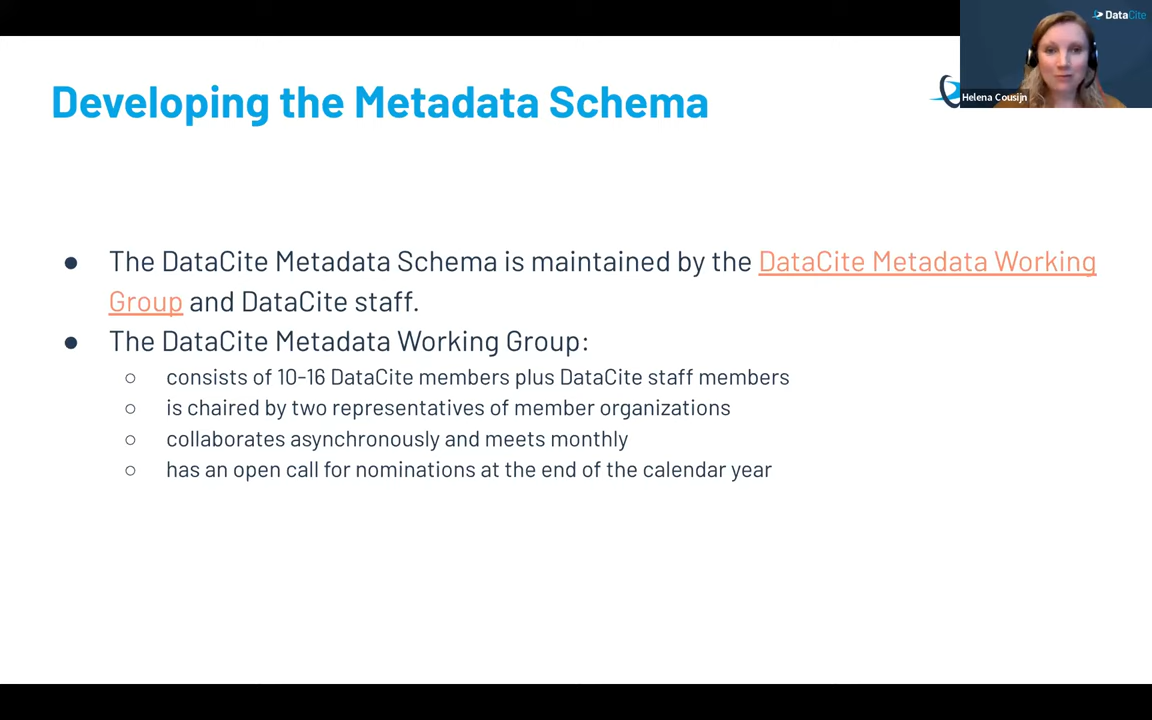 DataCite
Helena Cousijn
Developing the Metadata Schema
● The DataCite Metadata Schema is maintained by the DataCite Metadata Working
Group and DataCite staff.
● The DataCite Metadata Working Group:
○ consists of 10-16 DataCite members plus DataCite staff members
○ is chaired by two representatives of member organizations
○ collaborates asynchronously and meets monthly
○ has an open call for nominations at the end of the calendar year